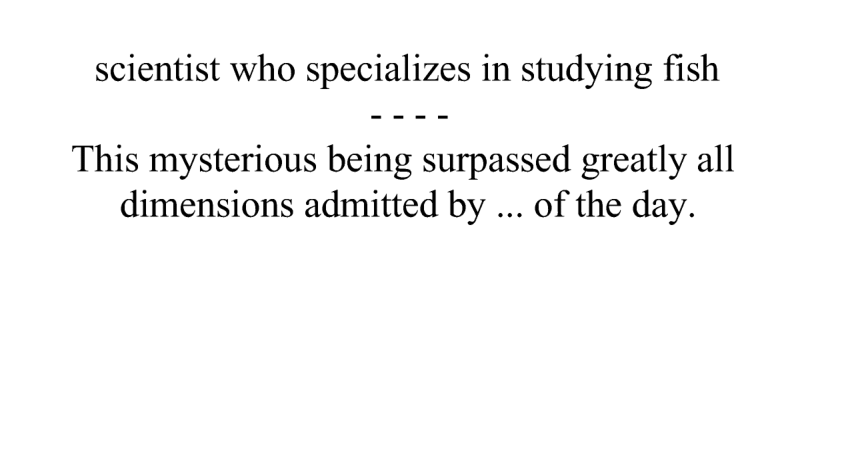 scientist who specializes in studying fish
- - - -
This mysterious being surpassed greatly all
dimensions admitted by ... of the day.